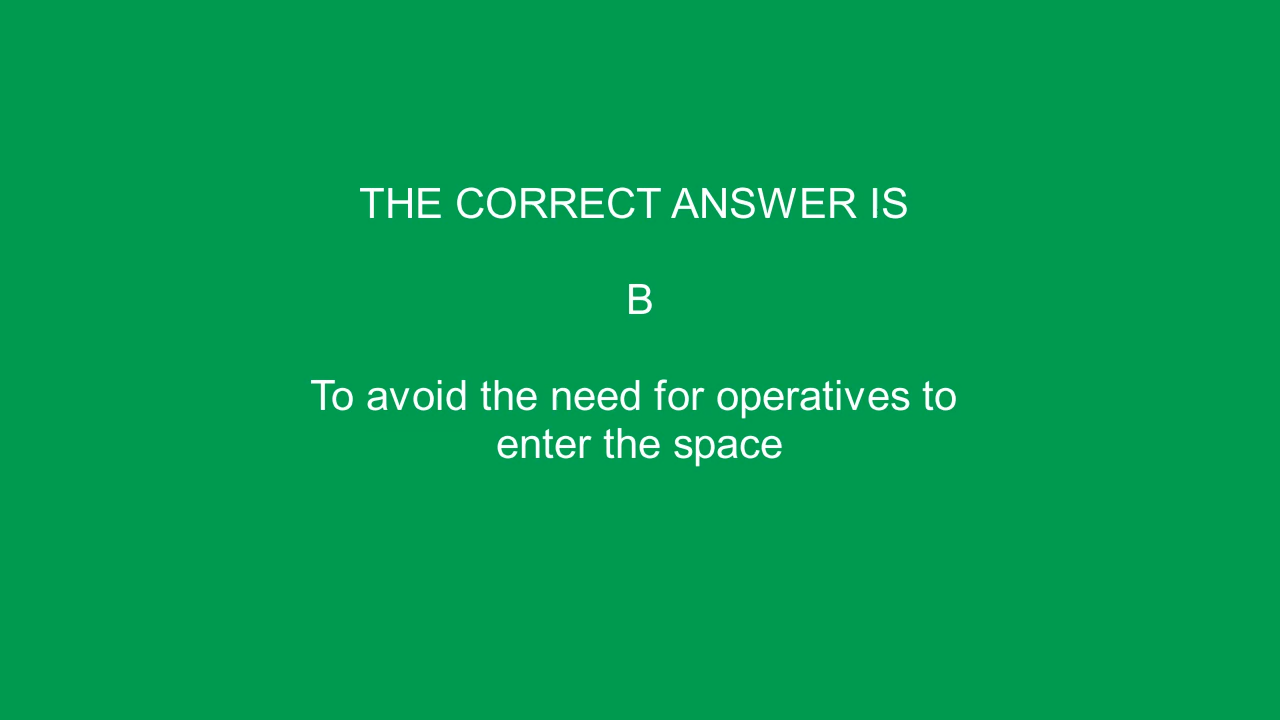 THE CORRECT ANSWER IS
B
To avoid the need for operatives to
enter the space